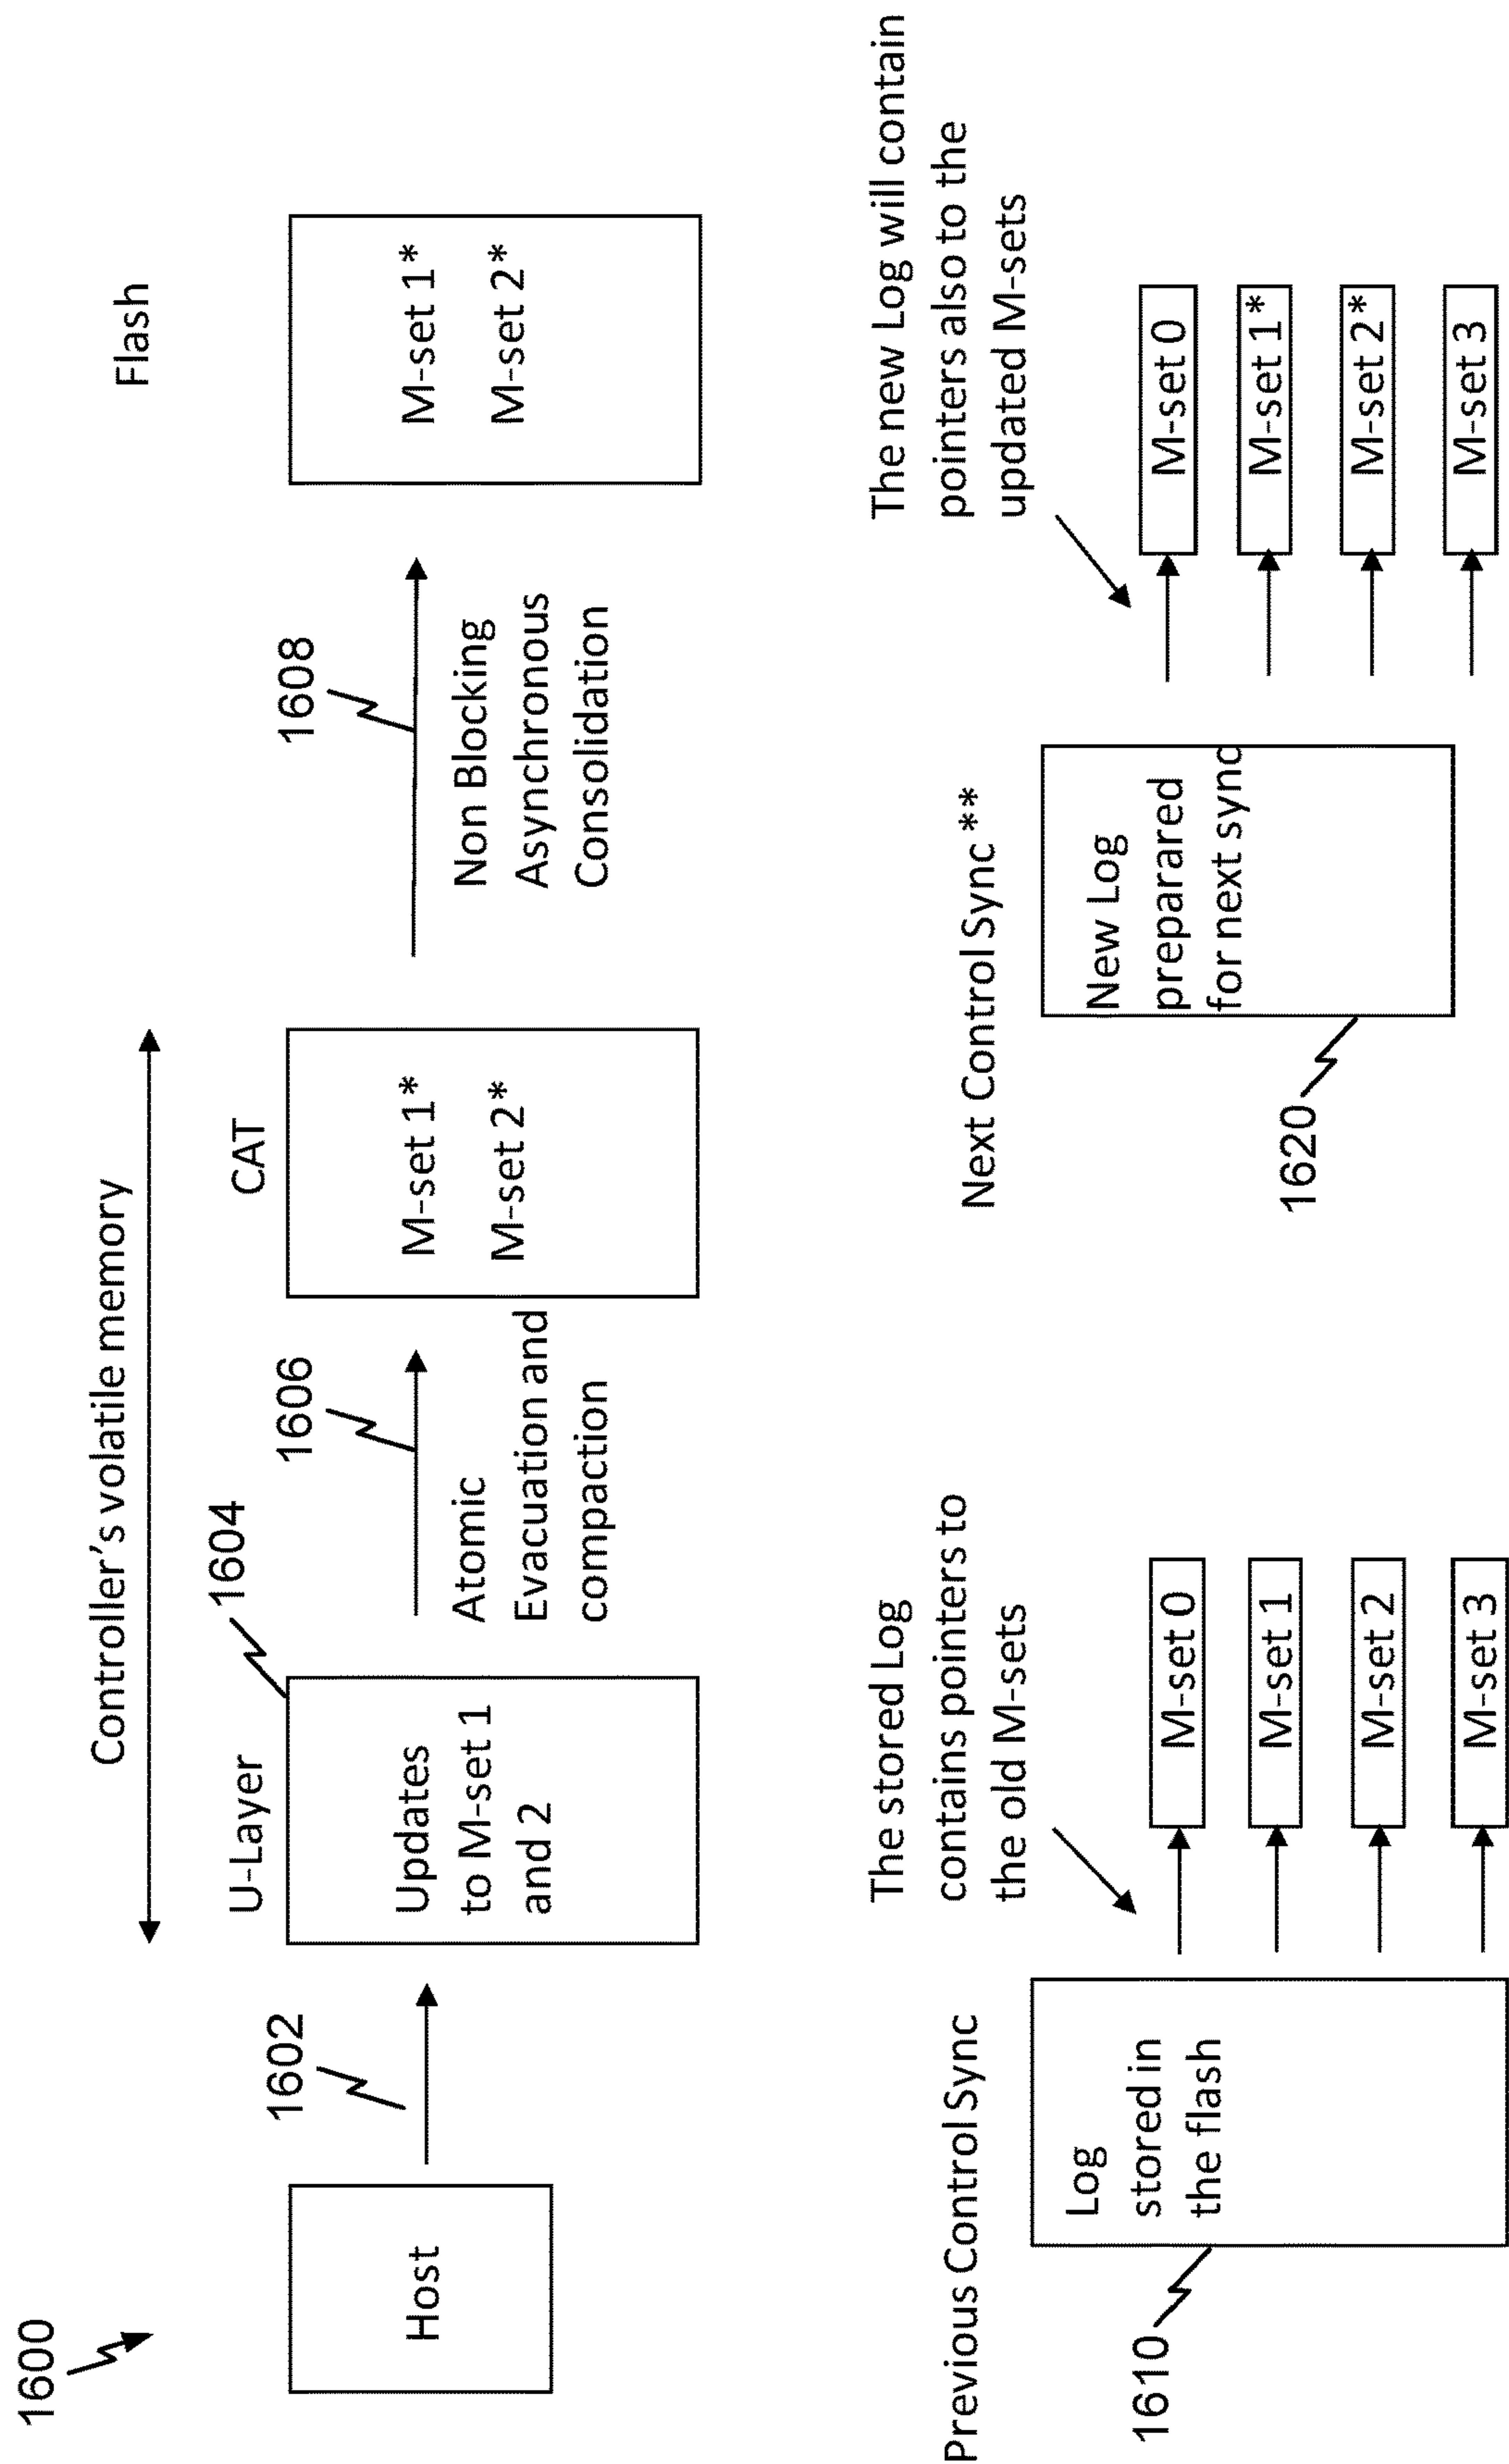 1600
Controller's volatile memory
Host
1602
U-Layer
1604
Updates
to M-set 1
and 2
1606
Atomic
Evacuation and
compaction
CAT
M-set 1*
M-set 2*
1608
Non Blocking
Asynchronous
Consolidation
Flash
M-set 1*
M-set 2*
Previous Control Sync
1610
Log
stored in
the flash
The stored Log
contains pointers to
the old M-sets
M-set 0
M-set 1
M-set 2
M-set 3
Next Control Sync**
1620
New Log
preparared
for next sync
The new Log will contain
pointers also to the
updated M-sets
M-set 0
M-set 1*
M-set 2*
M-set 3